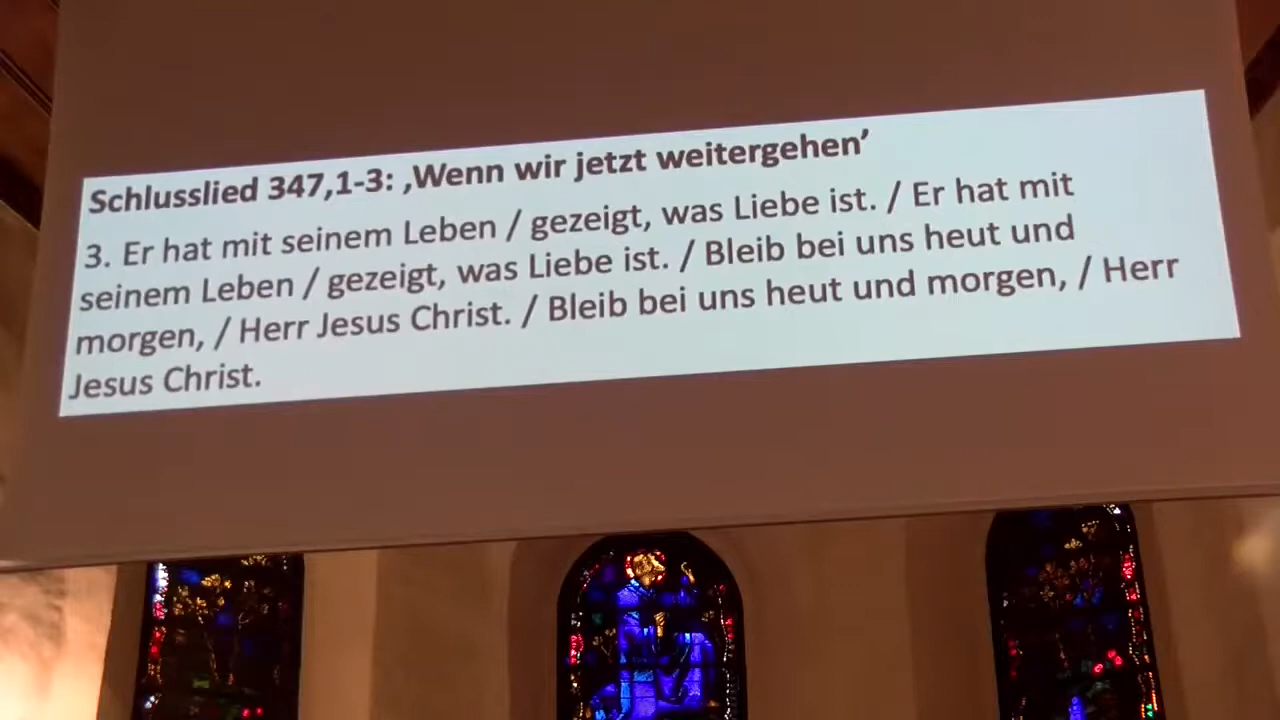 Schlusslied 347,1-3: ‚Wenn wir jetzt weitergehen’
3. Er hat mit seinem Leben / gezeigt, was Liebe ist. / Er hat mit
seinem Leben / gezeigt, was Liebe ist. / Bleib bei uns heut und
morgen, / Herr Jesus Christ. / Bleib bei uns heut und morgen, / Herr
Jesus Christ.